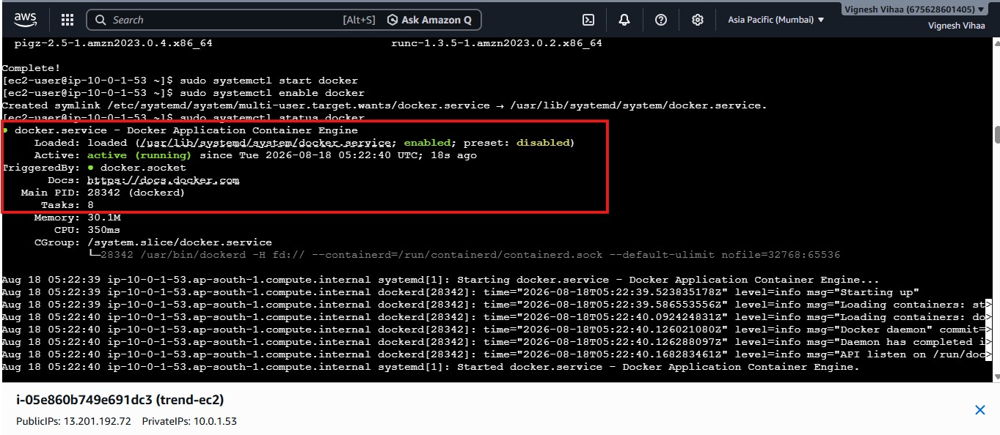 aws
Search [Alt+S] Ask Amazon Q Asia Pacific (Mumbai) ▼ Vignesh Vihaa (675628601405) ▼
Vignesh Vihaa
pigz-2.5-1.amzn2023.0.4.x86_64 runc-1.3.5-1.amzn2023.0.2.x86_64
Complete!
[ec2-user@ip-10-0-1-53 ~]$ sudo systemctl start docker
[ec2-user@ip-10-0-1-53 ~]$ sudo systemctl enable docker
Created symlink /etc/systemd/system/multi-user.target.wants/docker.service → /usr/lib/systemd/system/docker.service.
[ec2-user@ip-10-0-1-53 ~]$ sudo systemctl status docker
● docker.service - Docker Application Container Engine
Loaded: loaded (/usr/lib/systemd/system/docker.service; enabled; preset: disabled)
Active: active (running) since Tue 2026-08-18 05:22:40 UTC; 18s ago
TriggeredBy: ● docker.socket
Docs: https://docs.docker.com
Main PID: 28342 (dockerd)
Tasks: 8
Memory: 30.1M
CPU: 350ms
CGroup: /system.slice/docker.service
└─28342 /usr/bin/dockerd -H fd:// --containerd=/run/containerd/containerd.sock --default-ulimit nofile=32768:65536
Aug 18 05:22:39 ip-10-0-1-53.ap-south-1.compute.internal systemd[1]: Starting docker.service - Docker Application Container Engine...
Aug 18 05:22:39 ip-10-0-1-53.ap-south-1.compute.internal dockerd[28342]: time="2026-08-18T05:22:39.523835178Z" level=info msg="Starting up"
Aug 18 05:22:39 ip-10-0-1-53.ap-south-1.compute.internal dockerd[28342]: time="2026-08-18T05:22:39.586553556Z" level=info msg="Loading containers: st>
Aug 18 05:22:40 ip-10-0-1-53.ap-south-1.compute.internal dockerd[28342]: time="2026-08-18T05:22:40.092424831Z" level=info msg="Loading containers: do>
Aug 18 05:22:40 ip-10-0-1-53.ap-south-1.compute.internal dockerd[28342]: time="2026-08-18T05:22:40.126021080Z" level=info msg="Docker daemon" commit=>
Aug 18 05:22:40 ip-10-0-1-53.ap-south-1.compute.internal dockerd[28342]: time="2026-08-18T05:22:40.126288097Z" level=info msg="Daemon has completed i>
Aug 18 05:22:40 ip-10-0-1-53.ap-south-1.compute.internal dockerd[28342]: time="2026-08-18T05:22:40.168283461Z" level=info msg="API listen on /run/doc>
Aug 18 05:22:40 ip-10-0-1-53.ap-south-1.compute.internal systemd[1]: Started docker.service - Docker Application Container Engine.
i-05e860b749e691dc3 (trend-ec2)
PublicIPs: 13.201.192.72 PrivateIPs: 10.0.1.53